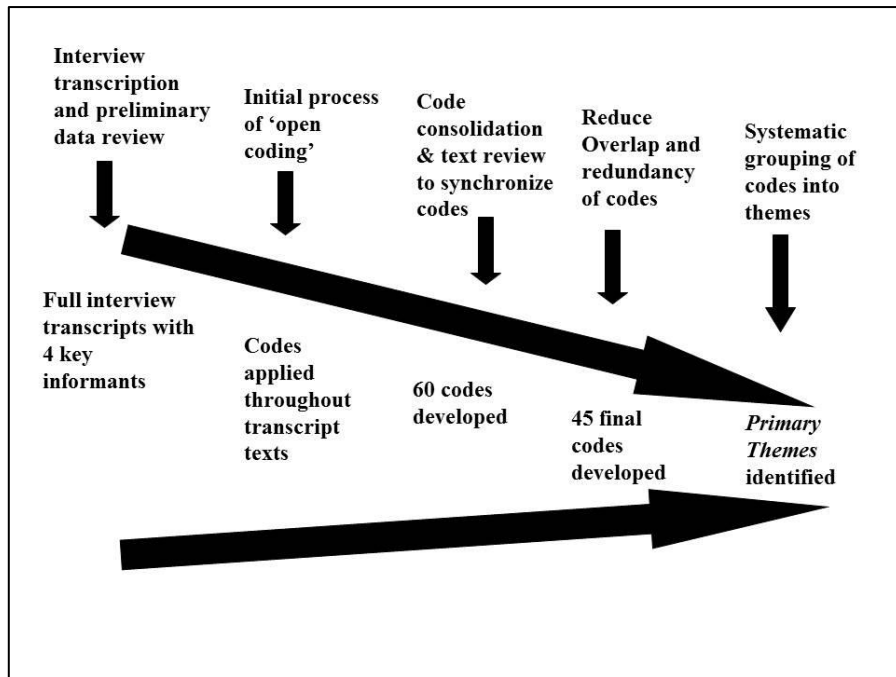 Interview
transcription
and preliminary
data review
Initial process
of ‘open
coding’
Code
consolidation
& text review
to synchronize
codes
Reduce
Overlap and
redundancy
of codes
Systematic
grouping of
codes into
themes
Full interview
transcripts with
4 key
informants
Codes
applied
throughout
transcript
texts
60 codes
developed
45 final
codes
developed
Primary
Themes
identified